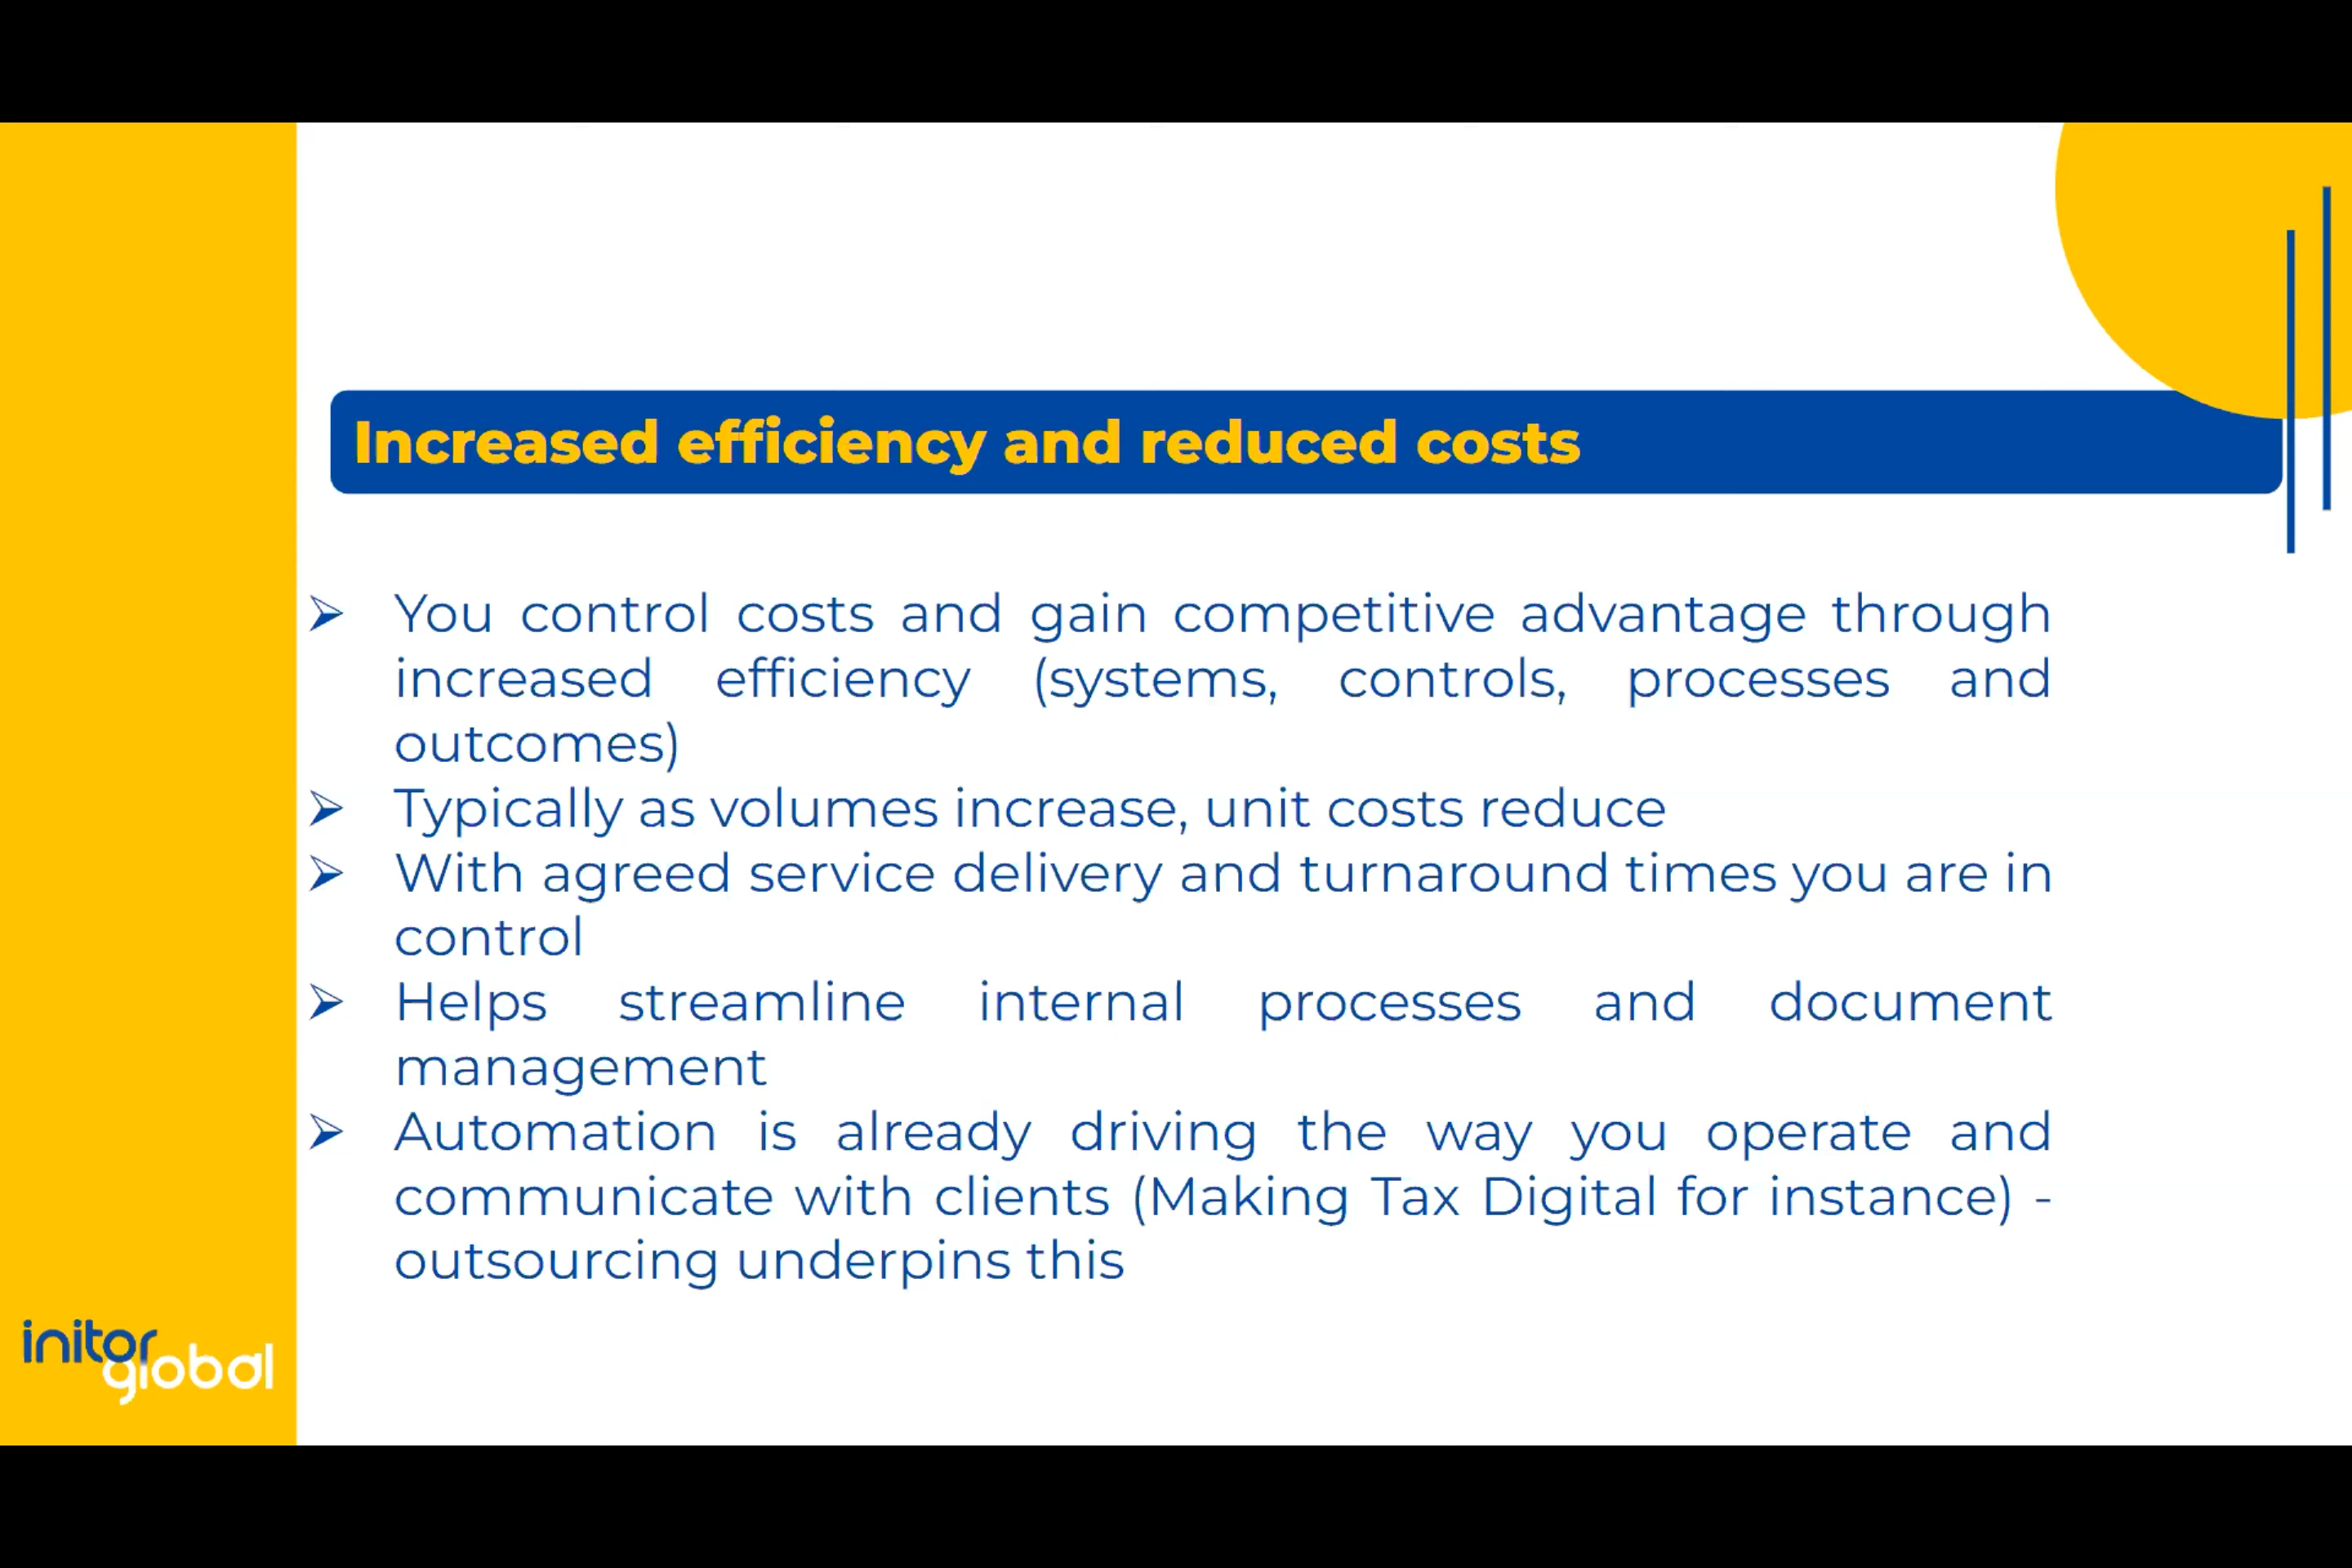 Increased efficiency and reduced costs
➢ You control costs and gain competitive advantage through
increased efficiency (systems, controls, processes and
outcomes)
➢ Typically as volumes increase, unit costs reduce
➢ With agreed service delivery and turnaround times you are in
control
➢ Helps streamline internal processes and document
management
➢ Automation is already driving the way you operate and
communicate with clients (Making Tax Digital for instance) -
outsourcing underpins this
initor
global